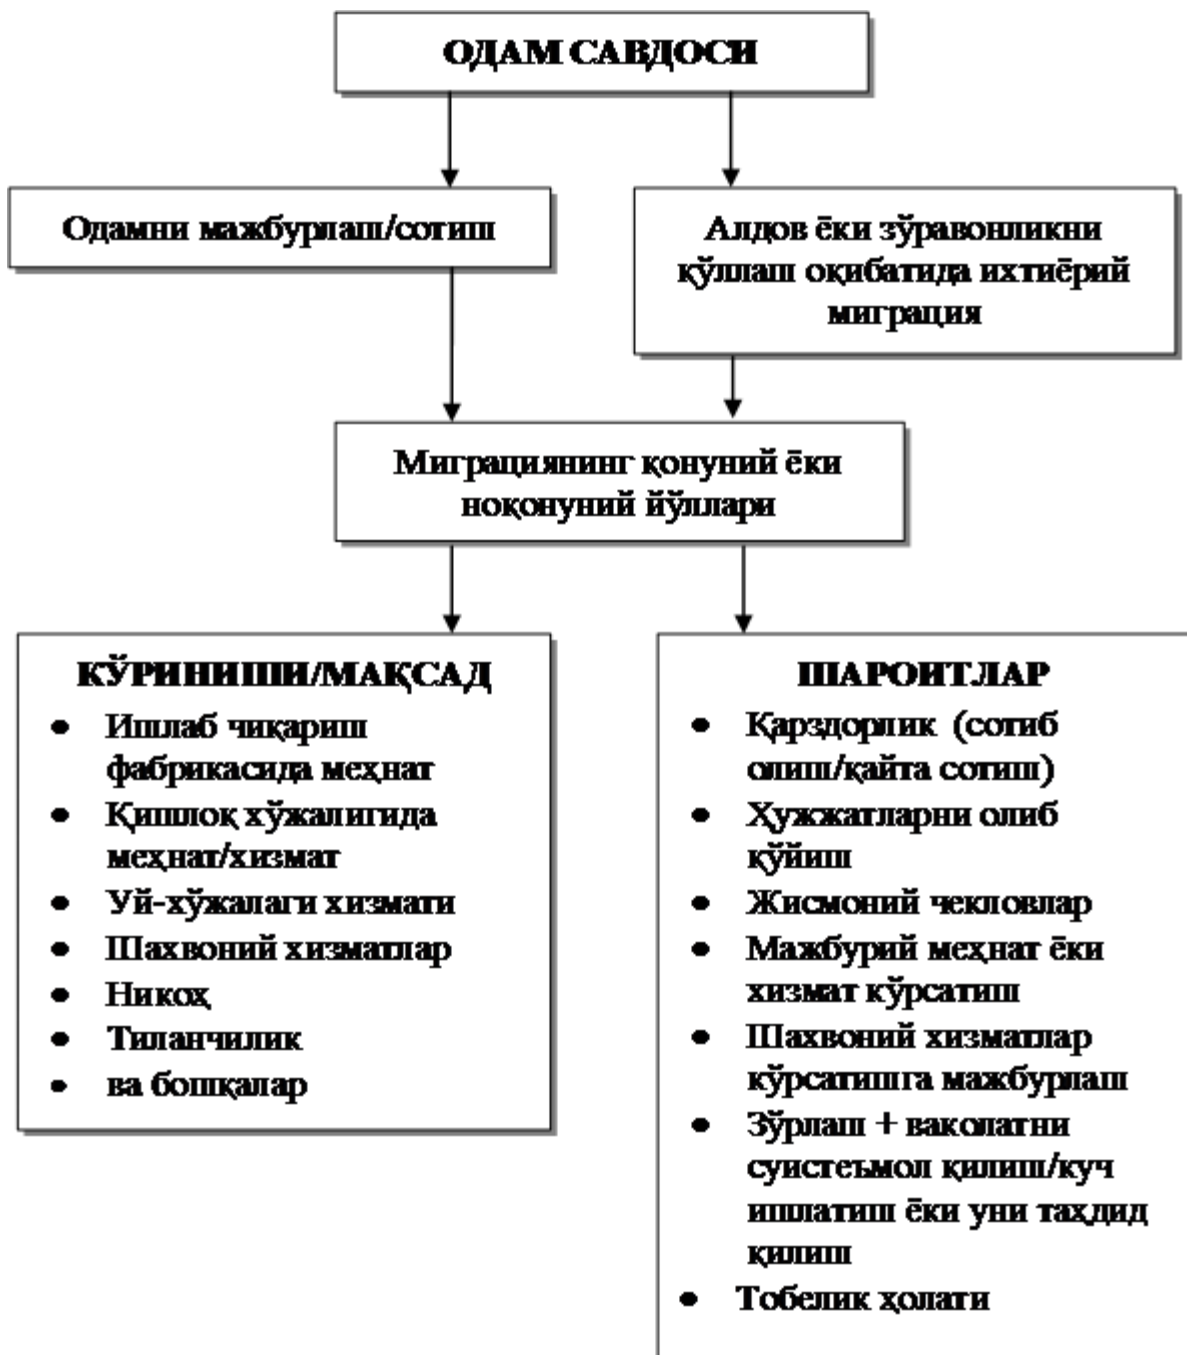 ОДАМ САВДОСИ
Одамни мажбурлаш/сотиш
Алдов ёки зўравонликни
қўллаш оқибатида ихтиёрий
миграция
Миграциянинг қонуний ёки
ноқонуний йўллари
КЎРИНИШИ/МАҚСАД
• Ишлаб чиқариш
фабрикасида меҳнат
• Қишлоқ хўжалигида
меҳнат/хизмат
• Уй-хўжалаги хизмати
• Шахвоний хизматлар
• Никоҳ
• Тиланчилик
• ва бошқалар
ШАРОИТЛАР
• Қарздорлик (сотиб
олиш/қайта сотиш)
• Ҳужжатларни олиб
қўйиш
• Жисмоний чекловлар
• Мажбурий меҳнат ёки
хизмат кўрсатиш
• Шахвоний хизматлар
кўрсатишга мажбурлаш
• Зўрлаш + ваколатни
суистеъмол қилиш/куч
ишлатиш ёки уни таҳдид
қилиш
• Тобелик ҳолати